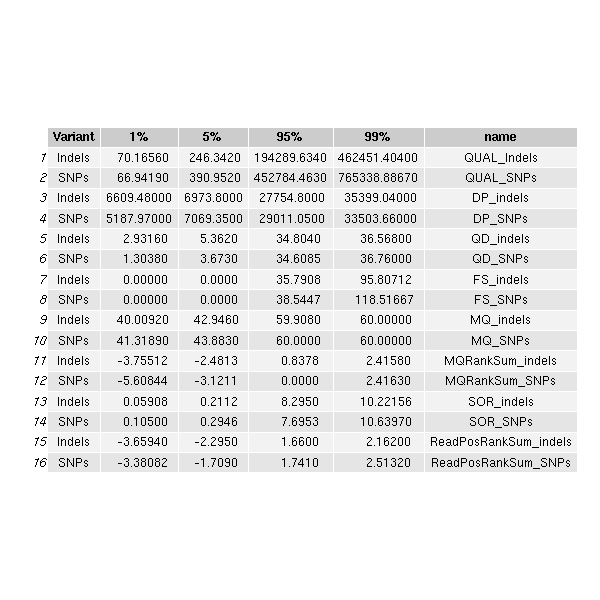 Variant 1% 5% 95% 99% name
1 Indels 70.16560 246.3420 194289.6340 462451.40400 QUAL_Indels
2 SNPs 66.94190 390.9520 452784.4630 765338.88670 QUAL_SNPs
3 Indels 6609.48000 6973.8000 27754.8000 35399.04000 DP_indels
4 SNPs 5187.97000 7069.3500 29011.0500 33503.66000 DP_SNPs
5 Indels 2.93160 5.3620 34.8040 36.56800 QD_indels
6 SNPs 1.30380 3.6730 34.6085 36.76000 QD_SNPs
7 Indels 0.00000 0.0000 35.7908 95.80712 FS_indels
8 SNPs 0.00000 0.0000 38.5447 118.51667 FS_SNPs
9 Indels 40.00920 42.9460 59.9080 60.00000 MQ_indels
10 SNPs 41.31890 43.8830 60.0000 60.00000 MQ_SNPs
11 Indels −3.75512 −2.4813 0.8378 2.41580 MQRankSum_indels
12 SNPs −5.60844 −3.1211 0.0000 2.41630 MQRankSum_SNPs
13 Indels 0.05908 0.2112 8.2950 10.22156 SOR_indels
14 SNPs 0.10500 0.2946 7.6953 10.63970 SOR_SNPs
15 Indels −3.65940 −2.2950 1.6600 2.16200 ReadPosRankSum_indels
16 SNPs −3.38082 −1.7090 1.7410 2.51320 ReadPosRankSum_SNPs